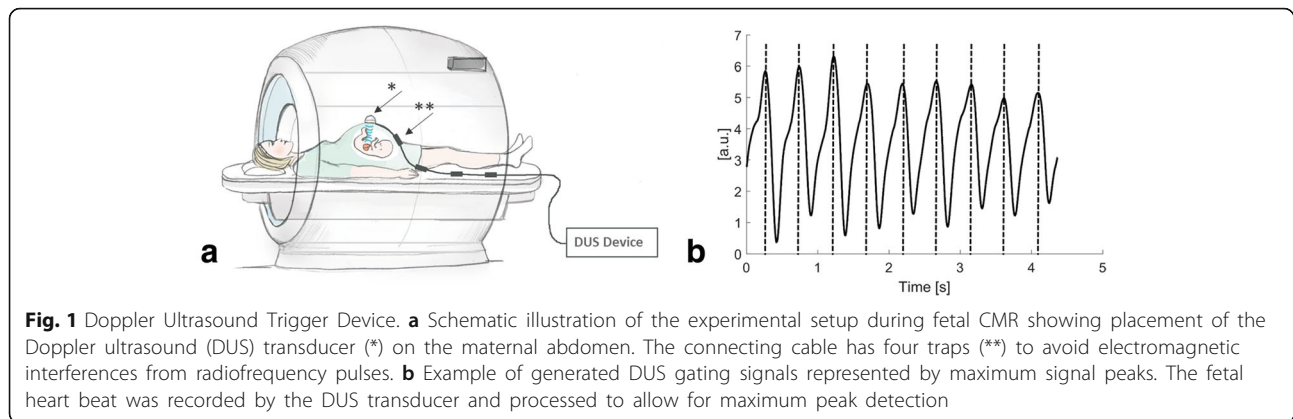 *
**
DUS Device
a
7
6
5
4
3
2
1
0
[a.u.]
0 1 2 3 4 5
Time [s]
b
Fig. 1 Doppler Ultrasound Trigger Device. a Schematic illustration of the experimental setup during fetal CMR showing placement of the
Doppler ultrasound (DUS) transducer (*) on the maternal abdomen. The connecting cable has four traps (**) to avoid electromagnetic
interferences from radiofrequency pulses. b Example of generated DUS gating signals represented by maximum signal peaks. The fetal
heart beat was recorded by the DUS transducer and processed to allow for maximum peak detection